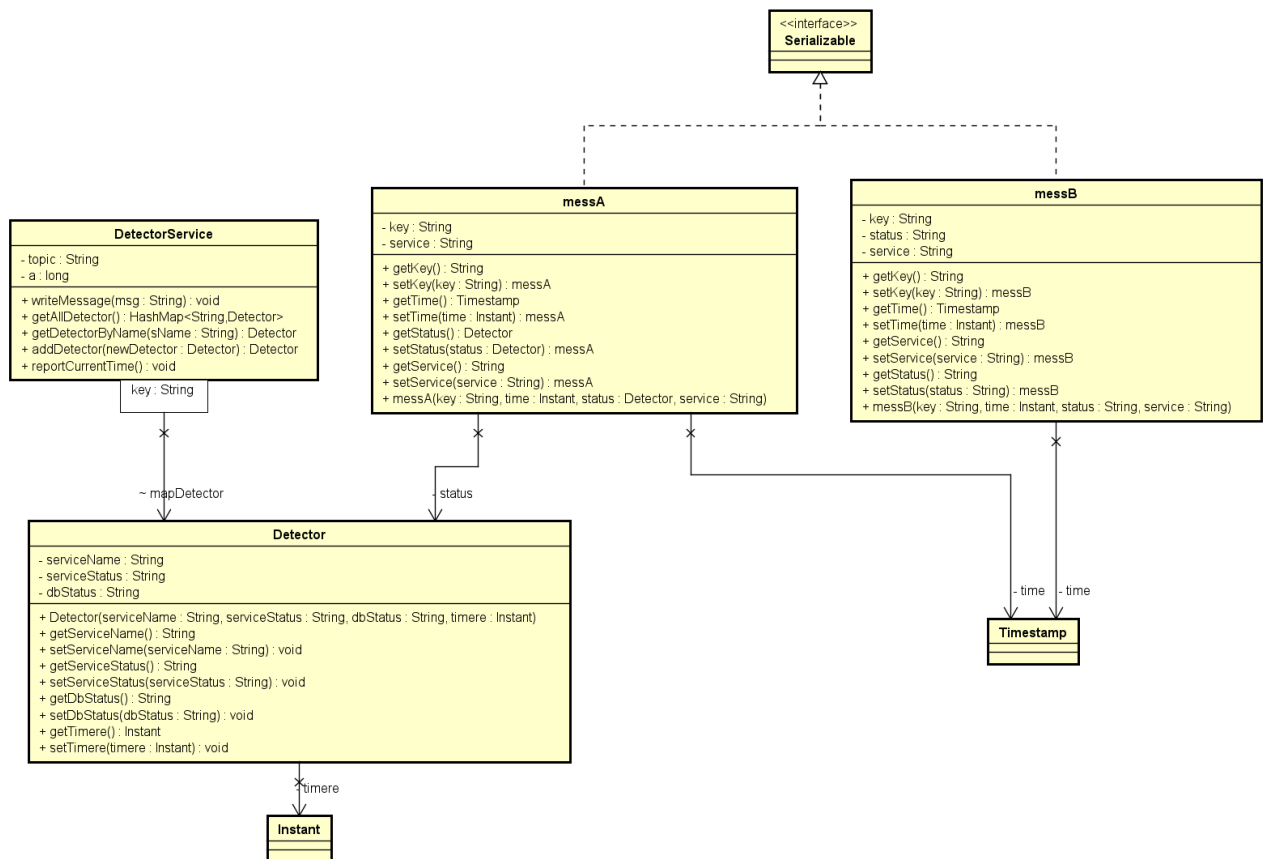 <<interface>>
Serializable
messA
- key : String
- service : String
+ getKey() : String
+ setKey(key : String) : messA
+ getTime() : Timestamp
+ setTime(time : Instant) : messA
+ getStatus() : Detector
+ setStatus(status : Detector) : messA
+ getService() : String
+ setService(service : String) : messA
+ messA(key : String, time : Instant, status : Detector, service : String)
messB
- key : String
- status : String
- service : String
+ getKey() : String
+ setKey(key : String) : messB
+ getTime() : Timestamp
+ setTime(time : Instant) : messB
+ getService() : String
+ setService(service : String) : messB
+ getStatus() : String
+ setStatus(status : String) : messB
+ messB(key : String, time : Instant, status : String, service : String)
DetectorService
- topic : String
- a : long
+ writeMessage(msg : String) : void
+ getAllDetector() : HashMap<String,Detector>
+ getDetectorByName(sName : String) : Detector
+ addDetector(newDetector : Detector) : Detector
+ reportCurrentTime() : void
key : String
~ mapDetector
- status
Detector
- serviceName : String
- serviceStatus : String
- dbStatus : String
+ Detector(serviceName : String, serviceStatus : String, dbStatus : String, timere : Instant)
+ getServiceName() : String
+ setServiceName(serviceName : String) : void
+ getServiceStatus() : String
+ setServiceStatus(serviceStatus : String) : void
+ getDbStatus() : String
+ setDbStatus(dbStatus : String) : void
+ getTimere() : Instant
+ setTimere(timere : Instant) : void
- time
- time
Timestamp
- timere
Instant